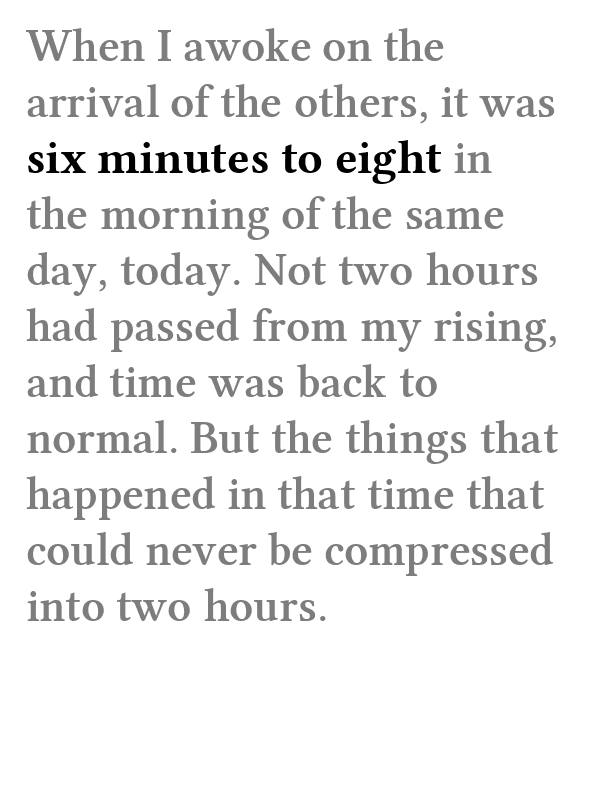 When I awoke on the
arrival of the others, it was
six minutes to eight in
the morning of the same
day, today. Not two hours
had passed from my rising,
and time was back to
normal. But the things that
happened in that time that
could never be compressed
into two hours.